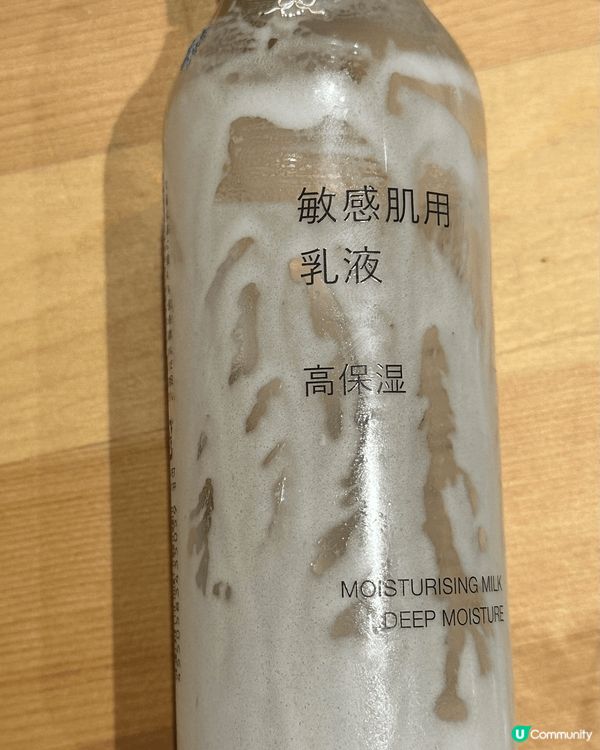 敏感肌用
乳液
高保湿
MOISTURISING MILK
DEEP MOISTURE
U Community